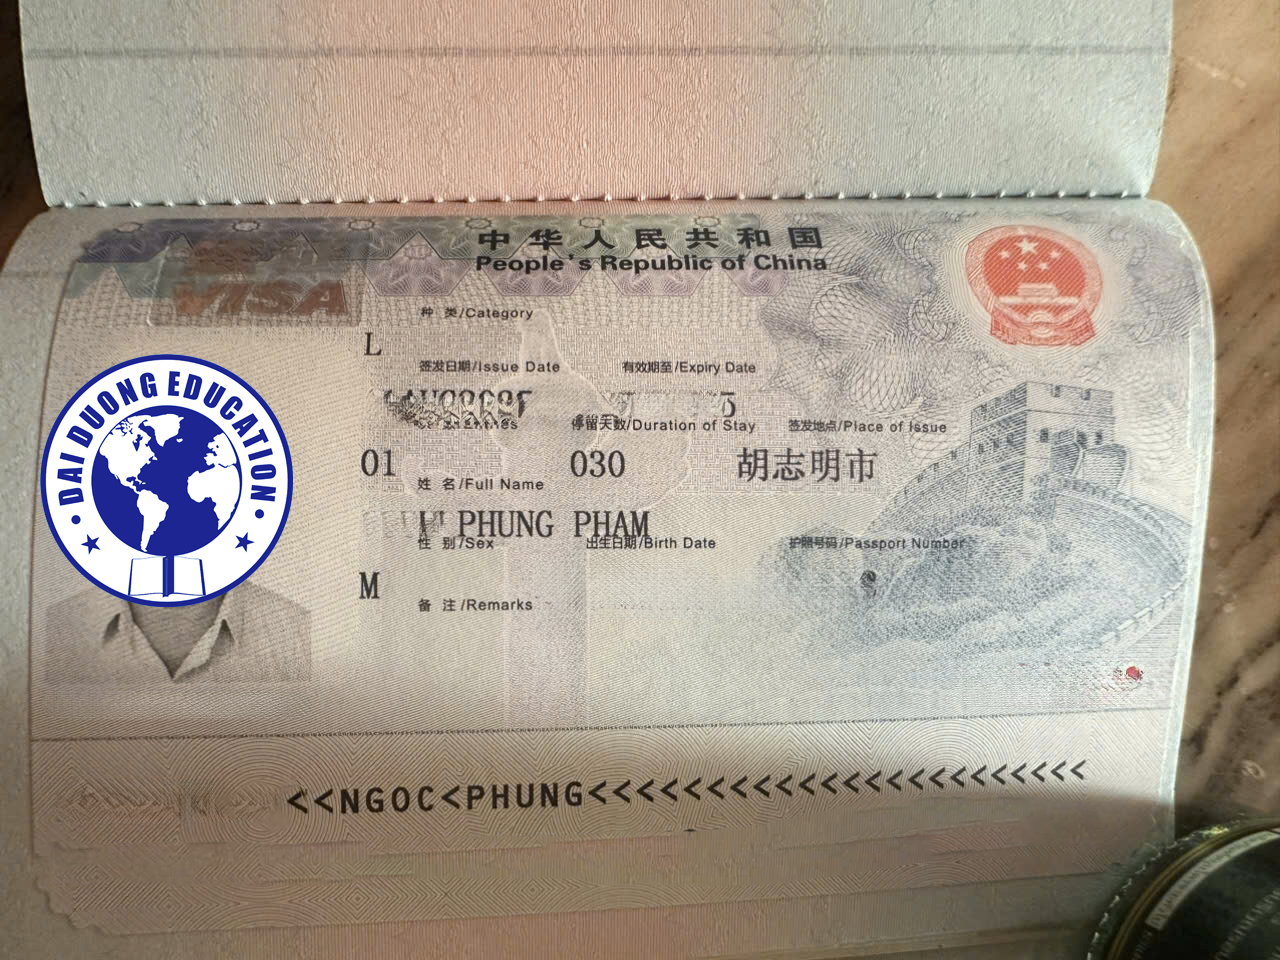 中华人民共和国
People's Republic of China
VISA
种 类/Category
L
签发日期/Issue Date 有效期至/Expiry Date
5
停留天数/Duration of Stay 签发地点/Place of Issue
01 030 胡志明市
姓 名/Full Name
PHUNG PHAM
性 别/Sex 出生日期/Birth Date 护照号码/Passport Number
M
备 注/Remarks
DAI DUONG EDUCATION
<<NGOC<PHUNG<<<<<<<<<<<<<<<<<<<<<